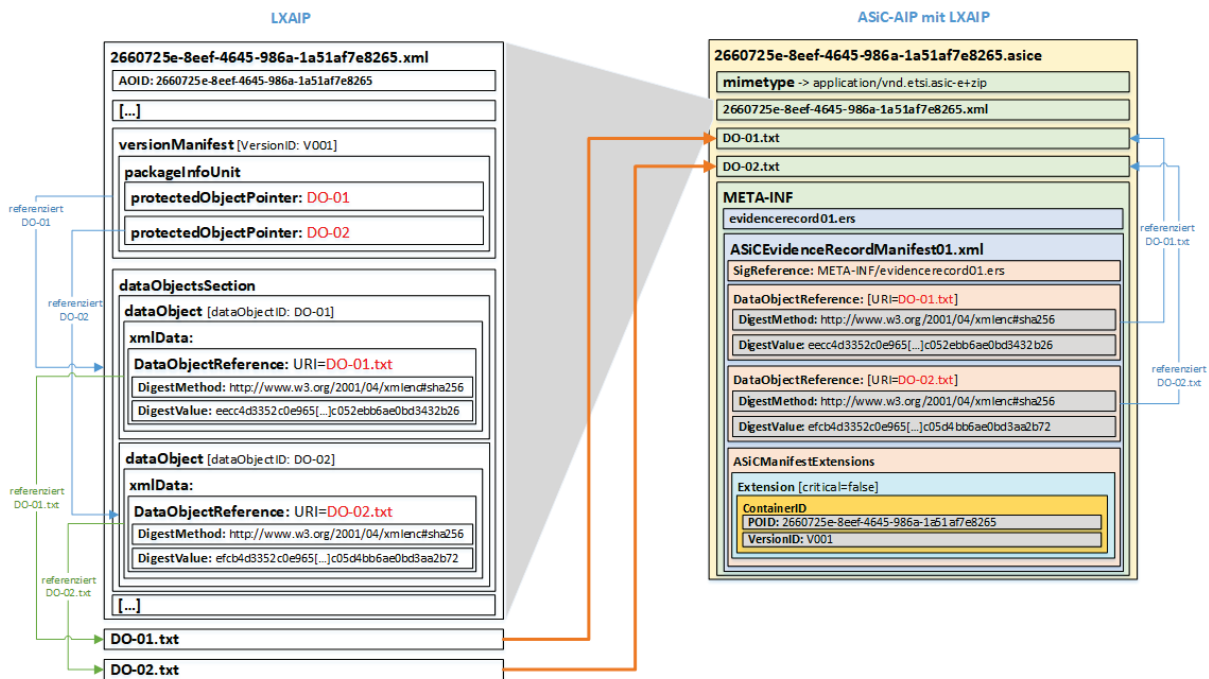 LXAIP
2660725e-8eef-4645-986a-1a51af7e8265.xml
AOID: 2660725e-8eef-4645-986a-1a51af7e8265
[...]
versionManifest [VersionID: V001]
packageInfoUnit
protectedObjectPointer: DO-01
protectedObjectPointer: DO-02
dataObjectsSection
dataObject [dataObjectID: DO-01]
xmlData:
DataObjectReference: URI=DO-01.txt
DigestMethod: http://www.w3.org/2001/04/xmlenc#sha256
DigestValue: eecc4d3352c0e965[...]c052ebb6ae0bd3432b26
dataObject [dataObjectID: DO-02]
xmlData:
DataObjectReference: URI=DO-02.txt
DigestMethod: http://www.w3.org/2001/04/xmlenc#sha256
DigestValue: efcb4d3352c0e965[...]c05d4bb6ae0bd3aa2b72
[...]
DO-01.txt
DO-02.txt
referenziert
DO-01
referenziert
DO-02
referenziert
DO-01.txt
referenziert
DO-02.txt
ASiC-AIP mit LXAIP
2660725e-8eef-4645-986a-1a51af7e8265.asice
mimetype -> application/vnd.etsi.asic-e+zip
2660725e-8eef-4645-986a-1a51af7e8265.xml
DO-01.txt
DO-02.txt
META-INF
evidencerecord01.ers
ASiCEvidenceRecordManifest01.xml
SigReference: META-INF/evidencerecord01.ers
DataObjectReference: [URI=DO-01.txt]
DigestMethod: http://www.w3.org/2001/04/xmlenc#sha256
DigestValue: eecc4d3352c0e965[...]c052ebb6ae0bd3432b26
DataObjectReference: [URI=DO-02.txt]
DigestMethod: http://www.w3.org/2001/04/xmlenc#sha256
DigestValue: efcb4d3352c0e965[...]c05d4bb6ae0bd3aa2b72
ASiCManifestExtensions
Extension [critical=false]
ContainerID
POID: 2660725e-8eef-4645-986a-1a51af7e8265
VersionID: V001
referenziert
DO-01.txt
referenziert
DO-02.txt